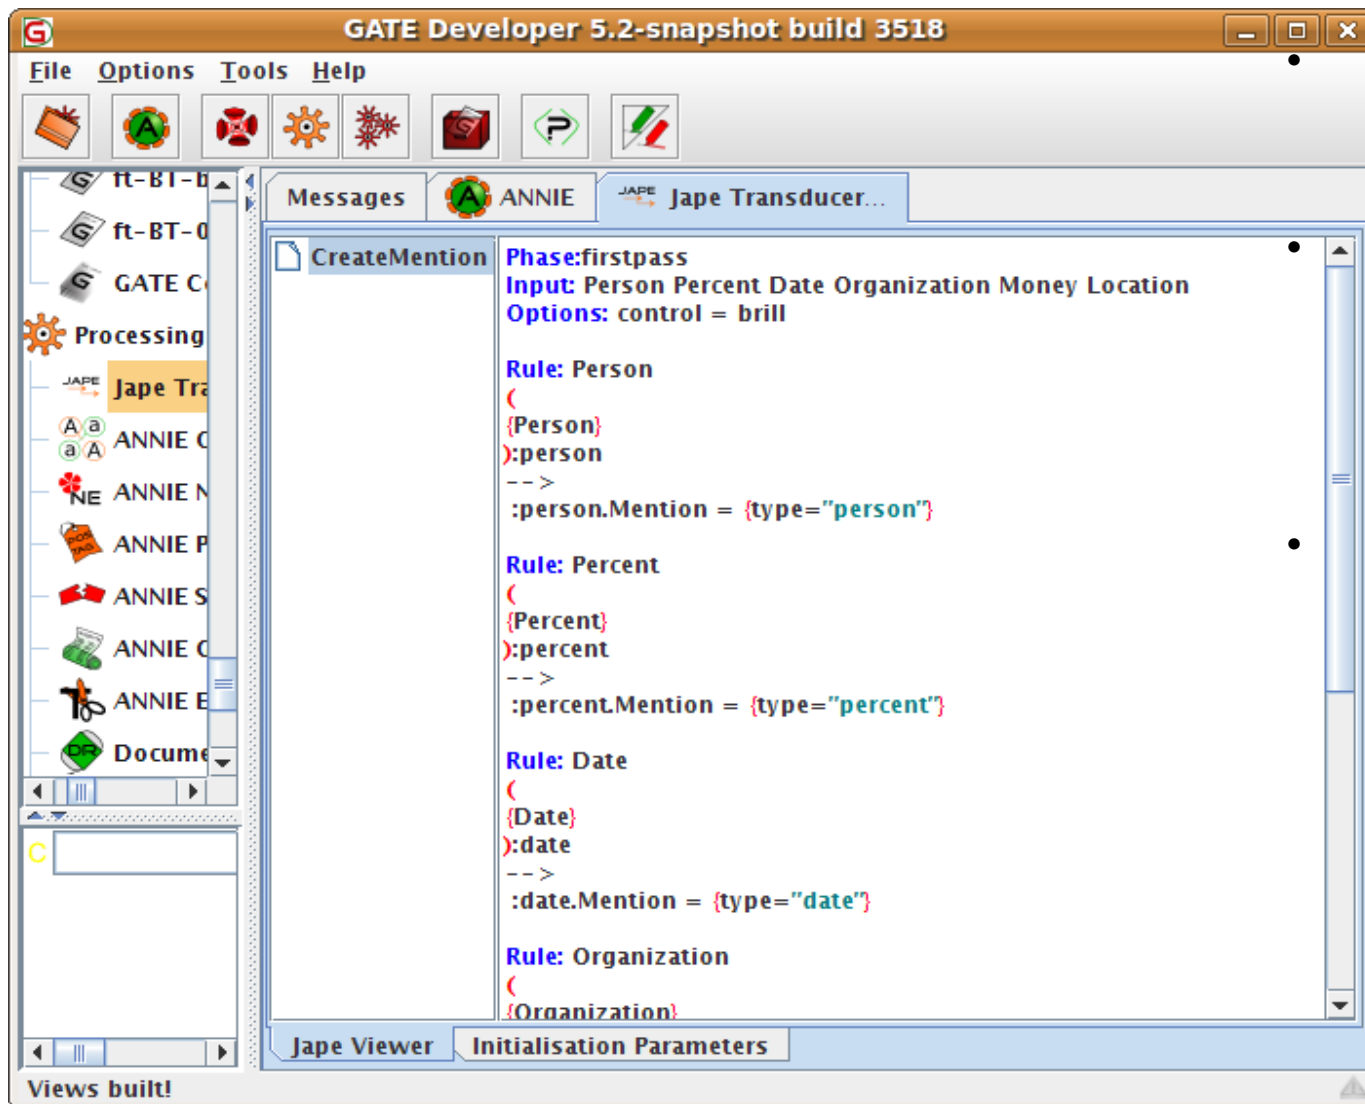 GATE Developer 5.2-snapshot build 3518
File Options Tools Help
ft-BT-b
ft-BT-0
GATE C
Processing
Jape Tra
ANNIE C
ANNIE N
ANNIE P
ANNIE S
ANNIE C
ANNIE E
Docume
Messages ANNIE Jape Transducer...
CreateMention
Phase:firstpass
Input: Person Percent Date Organization Money Location
Options: control = brill
Rule: Person
(
{Person}
):person
-->
:person.Mention = {type="person"}
Rule: Percent
(
{Percent}
):percent
-->
:percent.Mention = {type="percent"}
Rule: Date
(
{Date}
):date
-->
:date.Mention = {type="date"}
Rule: Organization
(
{Organization}
C
Jape Viewer Initialisation Parameters
Views built!